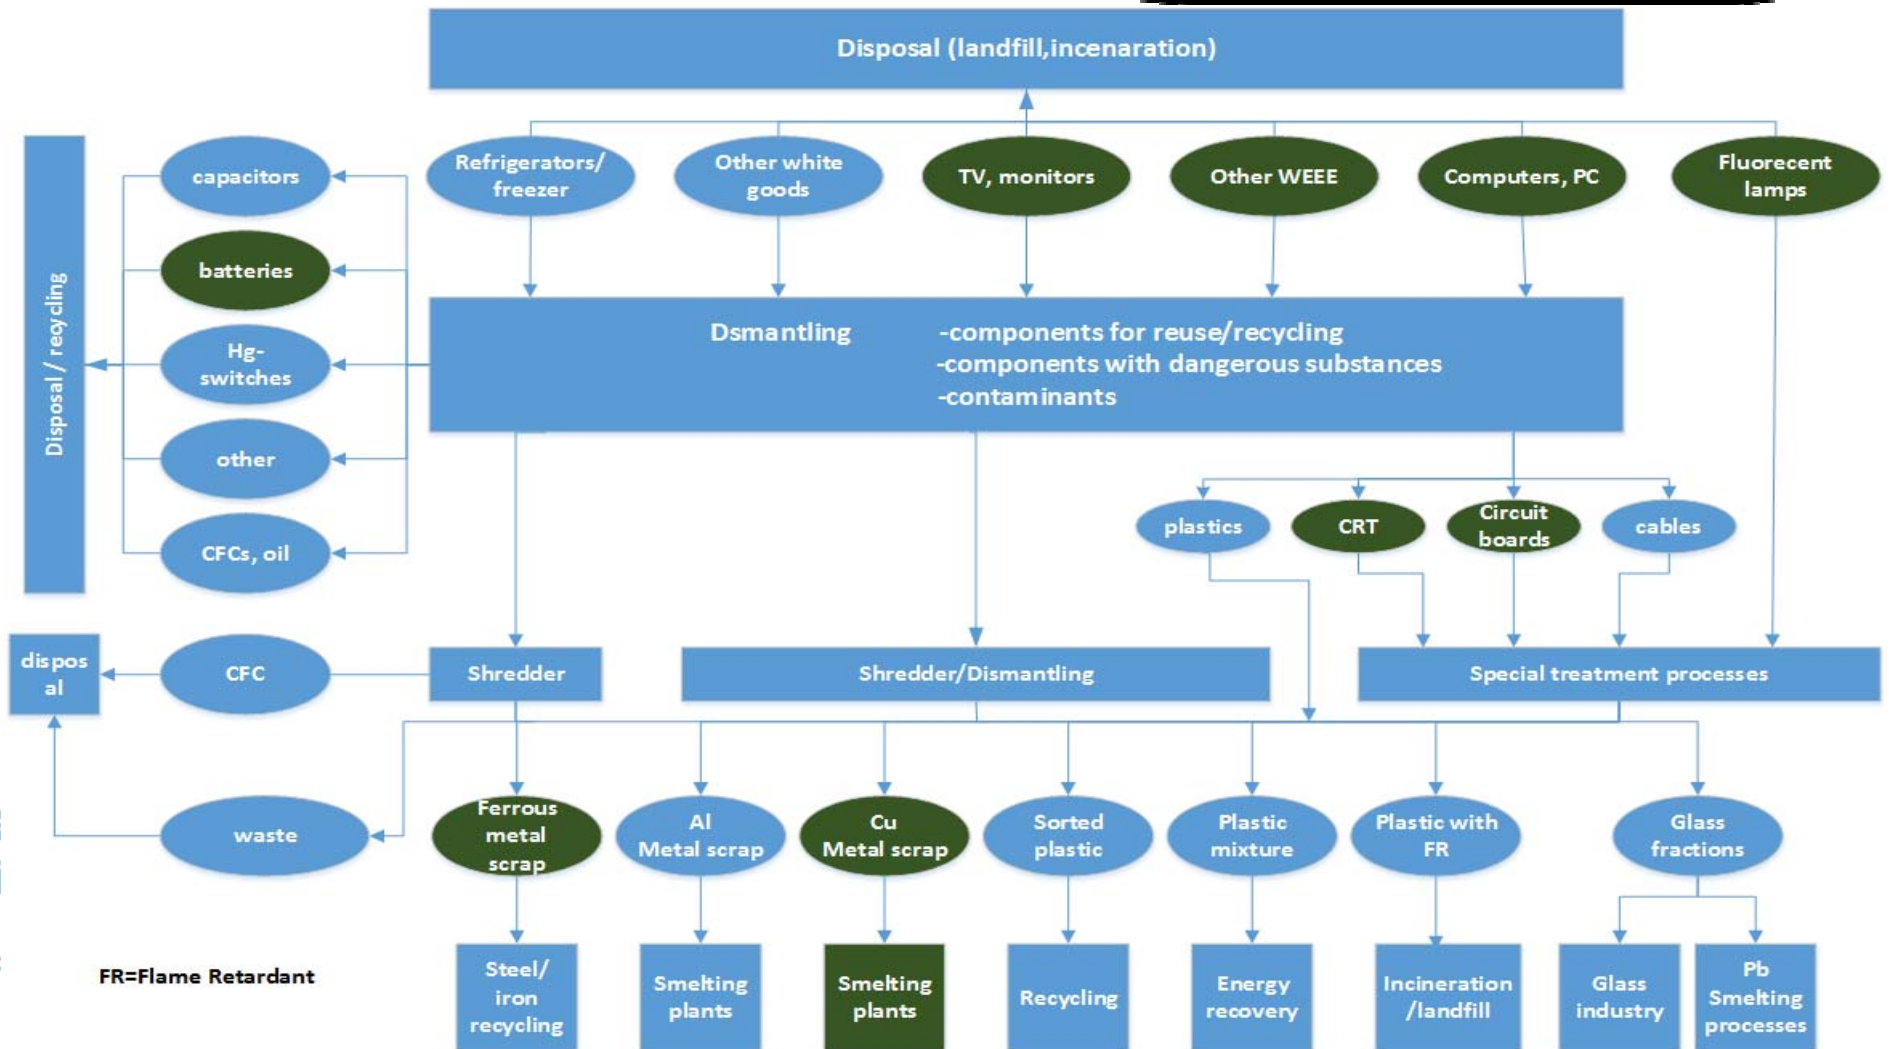 Disposal (landfill,incenaration)
Disposal / recycling
capacitors
batteries
Hg-
switches
other
CFCs, oil
Refrigerators/
freezer
Other white
goods
TV, monitors
Other WEEE
Computers, PC
Fluorecent
lamps
Dsmantling -components for reuse/recycling
-components with dangerous substances
-contaminants
plastics
CRT
Circuit
boards
cables
dispos
al
CFC
Shredder
Shredder/Dismantling
Special treatment processes
waste
Ferrous
metal
scrap
Al
Metal scrap
Cu
Metal scrap
Sorted
plastic
Plastic
mixture
Plastic with
FR
Glass
fractions
FR=Flame Retardant
Steel/
iron
recycling
Smelting
plants
Smelting
plants
Recycling
Energy
recovery
Incineration
/landfill
Glass
industry
Pb
Smelting
processes